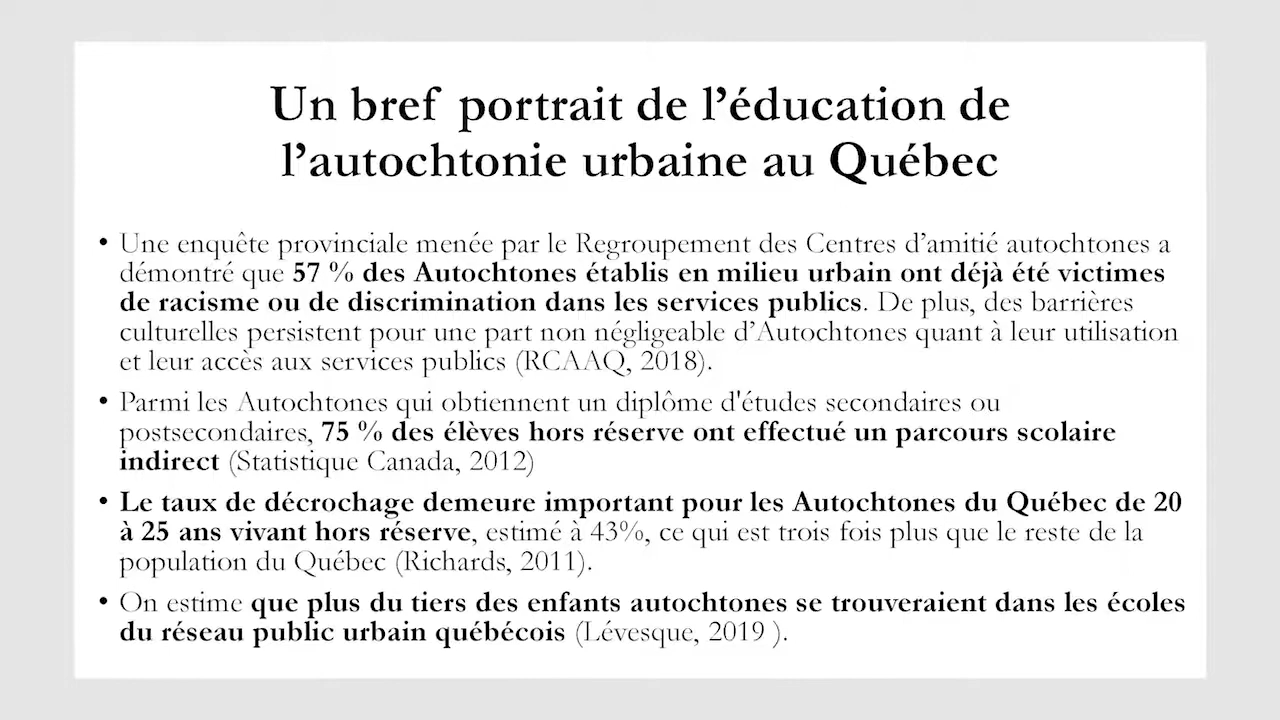 Un bref portrait de l’éducation de
l’autochtonie urbaine au Québec
• Une enquête provinciale menée par le Regroupement des Centres d’amitié autochtones a
démontré que 57 % des Autochtones établis en milieu urbain ont déjà été victimes
de racisme ou de discrimination dans les services publics. De plus, des barrières
culturelles persistent pour une part non négligeable d’Autochtones quant à leur utilisation
et leur accès aux services publics (RCAAQ, 2018).
• Parmi les Autochtones qui obtiennent un diplôme d'études secondaires ou
postsecondaires, 75 % des élèves hors réserve ont effectué un parcours scolaire
indirect (Statistique Canada, 2012)
• Le taux de décrochage demeure important pour les Autochtones du Québec de 20
à 25 ans vivant hors réserve, estimé à 43%, ce qui est trois fois plus que le reste de la
population du Québec (Richards, 2011).
• On estime que plus du tiers des enfants autochtones se trouveraient dans les écoles
du réseau public urbain québécois (Lévesque, 2019 ).